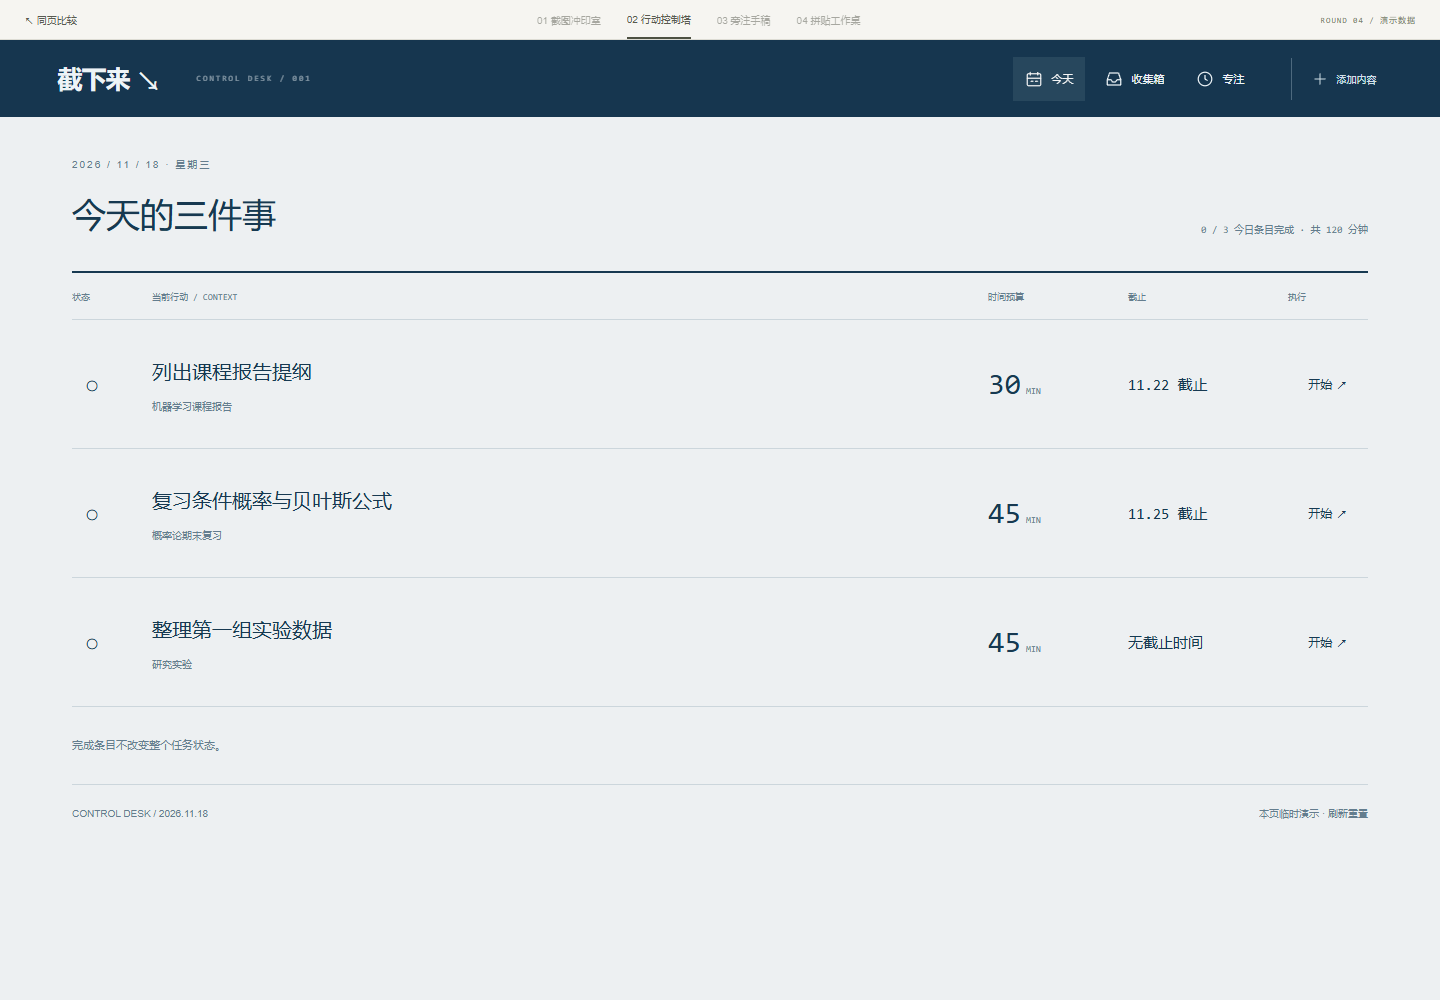 ↖ 同页比较
01 截图冲印室 02 行动控制塔 03 旁注手稿 04 拼贴工作桌
ROUND 04 / 演示数据
截下来 ↘
CONTROL DESK / 001
今天 收集箱 专注 添加内容
2026 / 11 / 18 · 星期三
今天的三件事
0 / 3 今日条目完成 · 共 120 分钟
状态 当前行动 / CONTEXT 时间预算 截止 执行
列出课程报告提纲
机器学习课程报告
30 MIN 11.22 截止 开始 ↗
复习条件概率与贝叶斯公式
概率论期末复习
45 MIN 11.25 截止 开始 ↗
整理第一组实验数据
研究实验
45 MIN 无截止时间 开始 ↗
完成条目不改变整个任务状态。
CONTROL DESK / 2026.11.18
本页临时演示 · 刷新重置